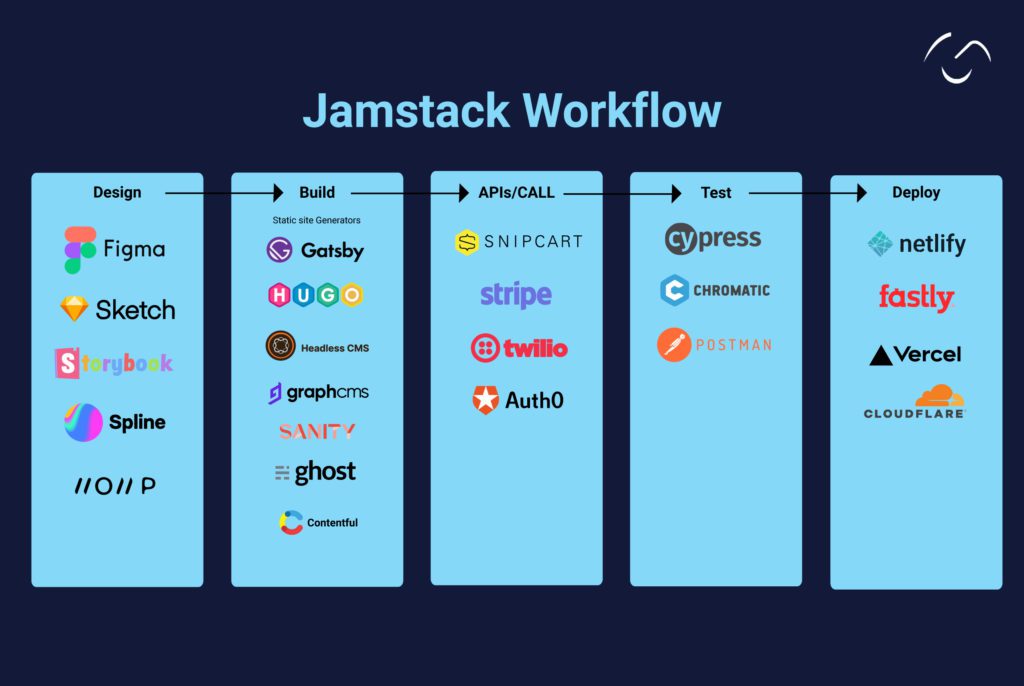 Jamstack Workflow
Design
Figma
Sketch
Storybook
Spline
Build
Static site Generators
Gatsby
HUGO
Headless CMS
graphcms
SANITY
ghost
Contentful
APIs/CALL
SNIPCART
stripe
twilio
Auth0
Test
cypress
CHROMATIC
POSTMAN
Deploy
netlify
fastly
Vercel
CLOUDFLARE